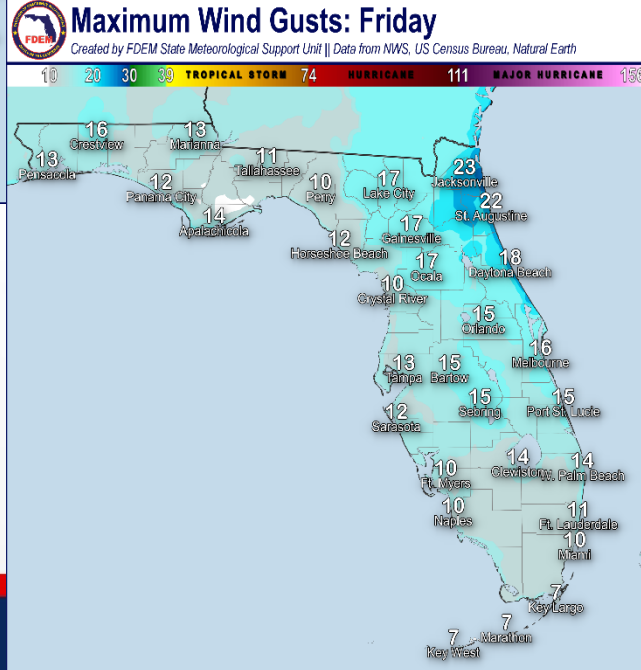 FDEM
Maximum Wind Gusts: Friday
Created by FDEM State Meteorological Support Unit || Data from NWS, US Census Bureau, Natural Earth
10 20 30 39 TROPICAL STORM 74 HURRICANE 111 MAJOR HURRICANE 156
16
Crestview
13
Marianna
13
Pensacola
11
Tallahassee
12
Panama City
10
Perry
14
Apalachicola
17
Lake City
23
Jacksonville
22
St. Augustine
12
Horseshoe Beach
17
Gainesville
17
Ocala
18
Daytona Beach
10
Crystal River
15
Orlando
16
Melbourne
13
Tampa
15
Bartow
12
Sarasota
15
Sebring
15
Port St. Lucie
10
Ft. Myers
14
Clewiston
14
W. Palm Beach
10
Naples
11
Ft. Lauderdale
10
Miami
7
Key Largo
7
Marathon
7
Key West